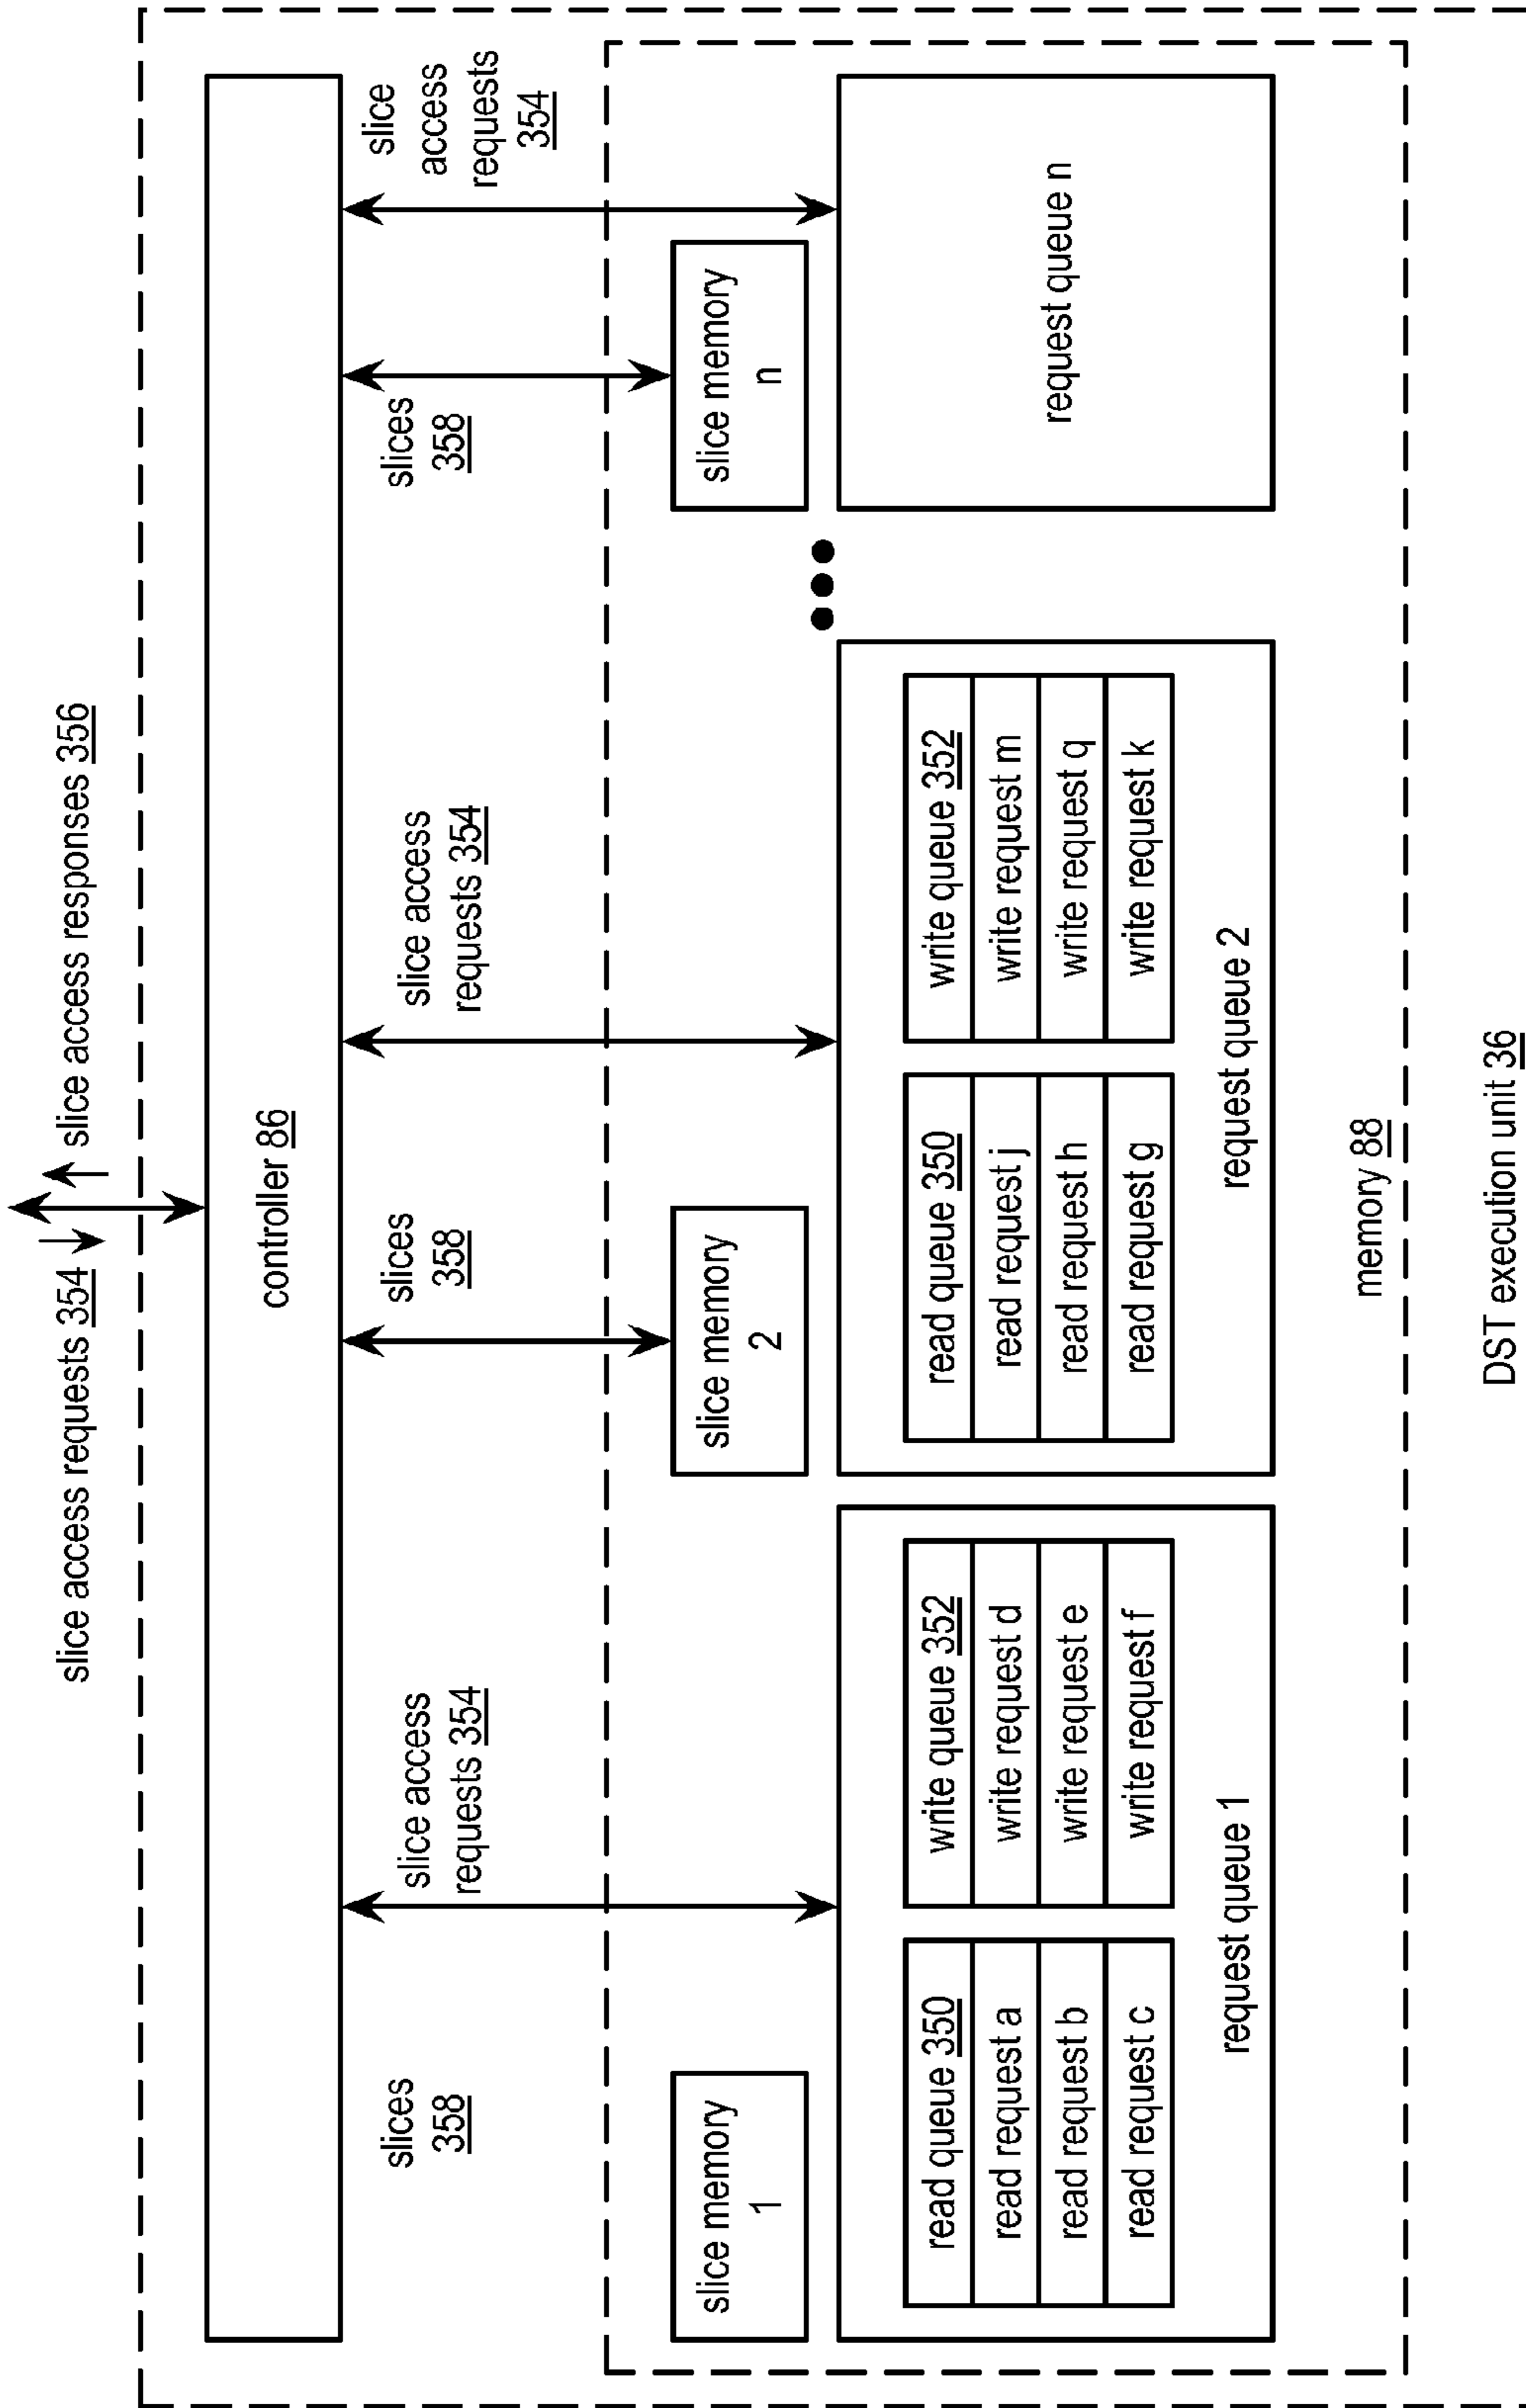 slice access requests 354
slice access responses 356
controller 86
slices
358
slice access
requests 354
slices
358
slice access
requests 354
slices
358
slice
access
requests
354
slice memory
1
slice memory
2
slice memory
n
read queue 350
read request a
read request b
read request c
write queue 352
write request d
write request e
write request f
request queue 1
read queue 350
read request j
read request h
read request g
write queue 352
write request m
write request q
write request k
request queue 2
request queue n
memory 88
DST execution unit 36